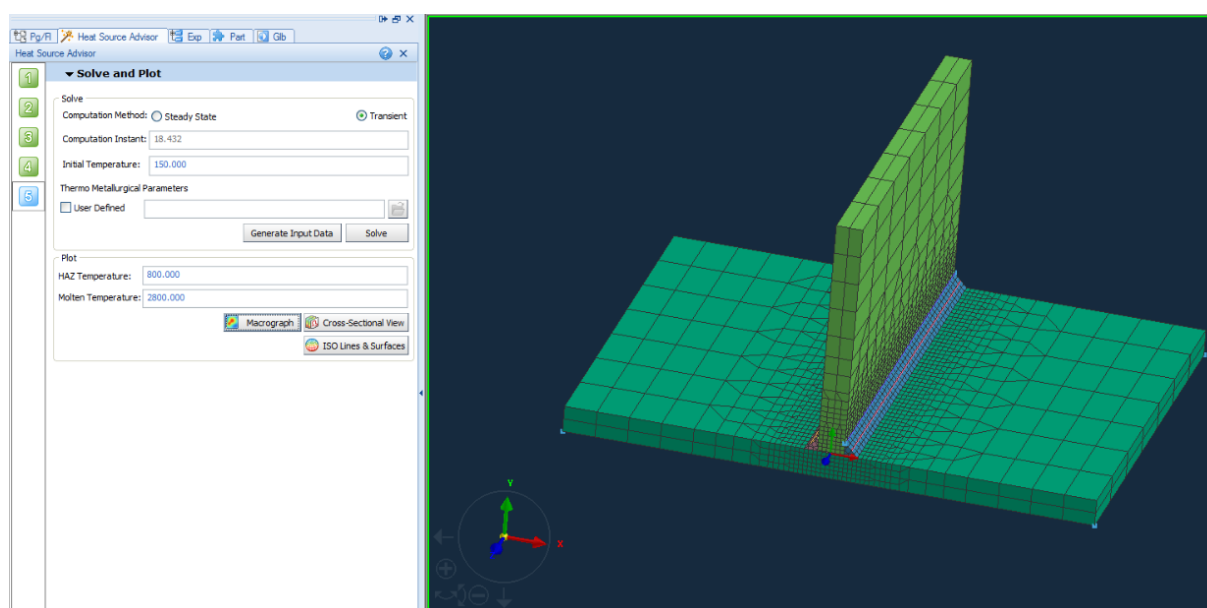 Pg/Fl Heat Source Advisor Exp Part Glb
Heat Source Advisor
1
Solve and Plot
2
Solve
Computation Method: Steady State Transient
3
Computation Instant: 18.432
4
Initial Temperature: 150.000
Thermo Metallurgical Parameters
5
User Defined
Generate Input Data Solve
Plot
HAZ Temperature: 800.000
Molten Temperature: 2800.000
Macrograph Cross-Sectional View
ISO Lines & Surfaces
Y
X